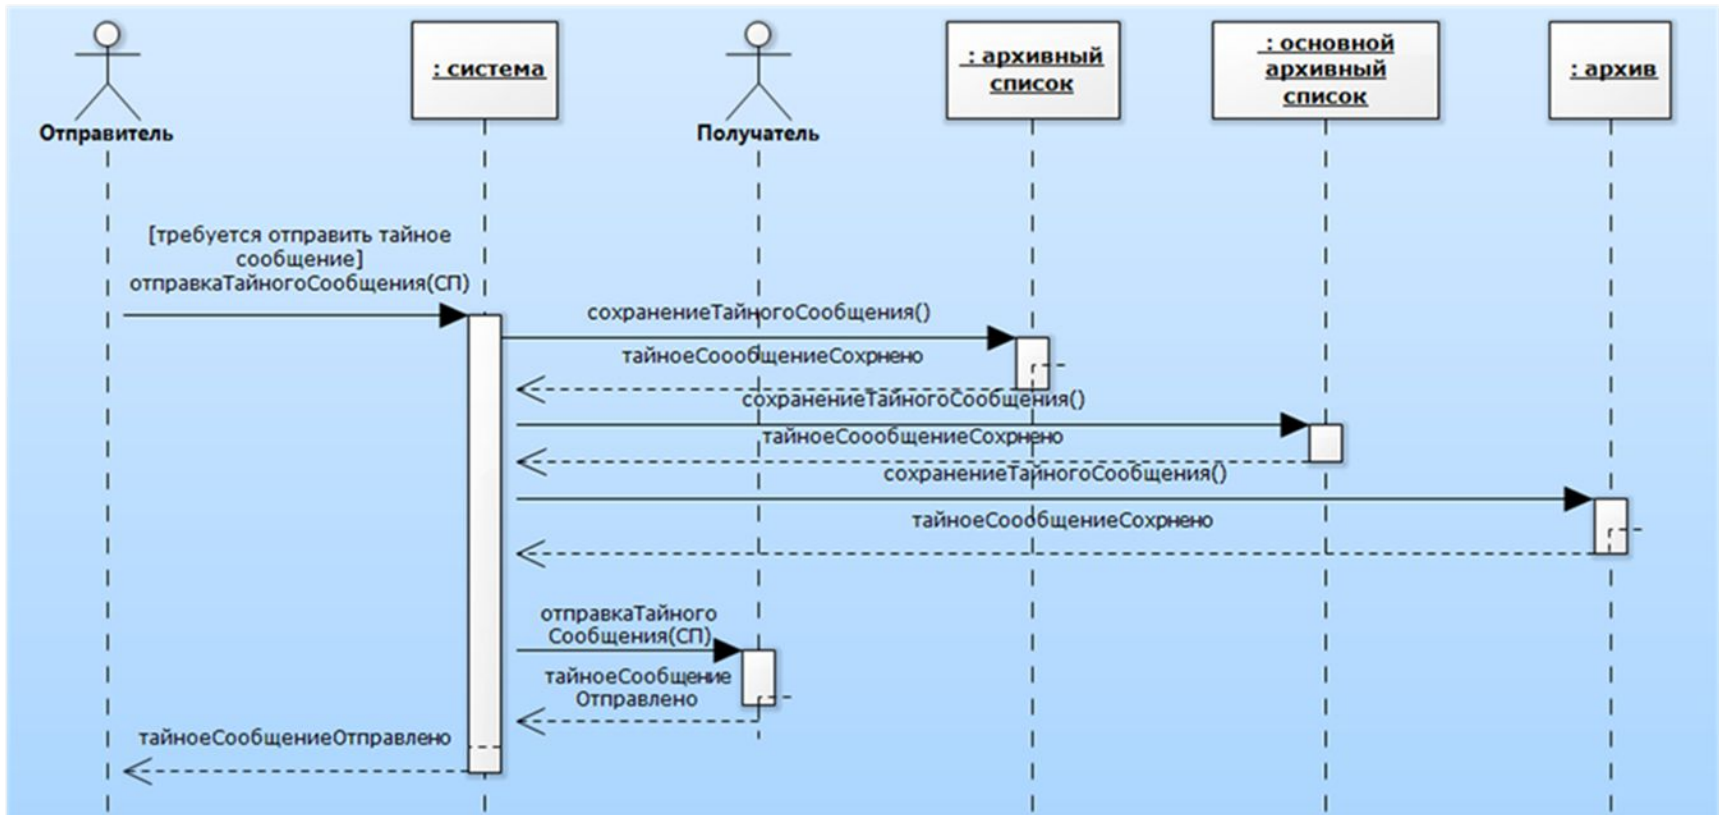 Отправитель
: система
Получатель
: архивный
список
: основной
архивный
список
: архив
[требуется отправить тайное
сообщение]
отправкаТайногоСообщения(СП)
сохранениеТайногоСообщения()
тайноеСоообщениеСохрнено
сохранениеТайногоСообщения()
тайноеСоообщениеСохрнено
сохранениеТайногоСообщения()
тайноеСоообщениеСохрнено
отправкаТайного
Сообщения(СП)
тайноеСообщение
Отправлено
тайноеСообщениеОтправлено